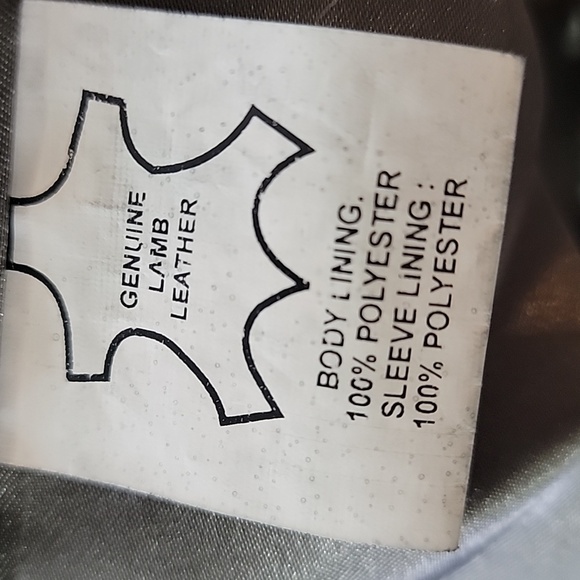 GENUINE
LAMB
LEATHER
BODY LINING.
100% POLYESTER
SLEEVE LINING :
100% POLYESTER